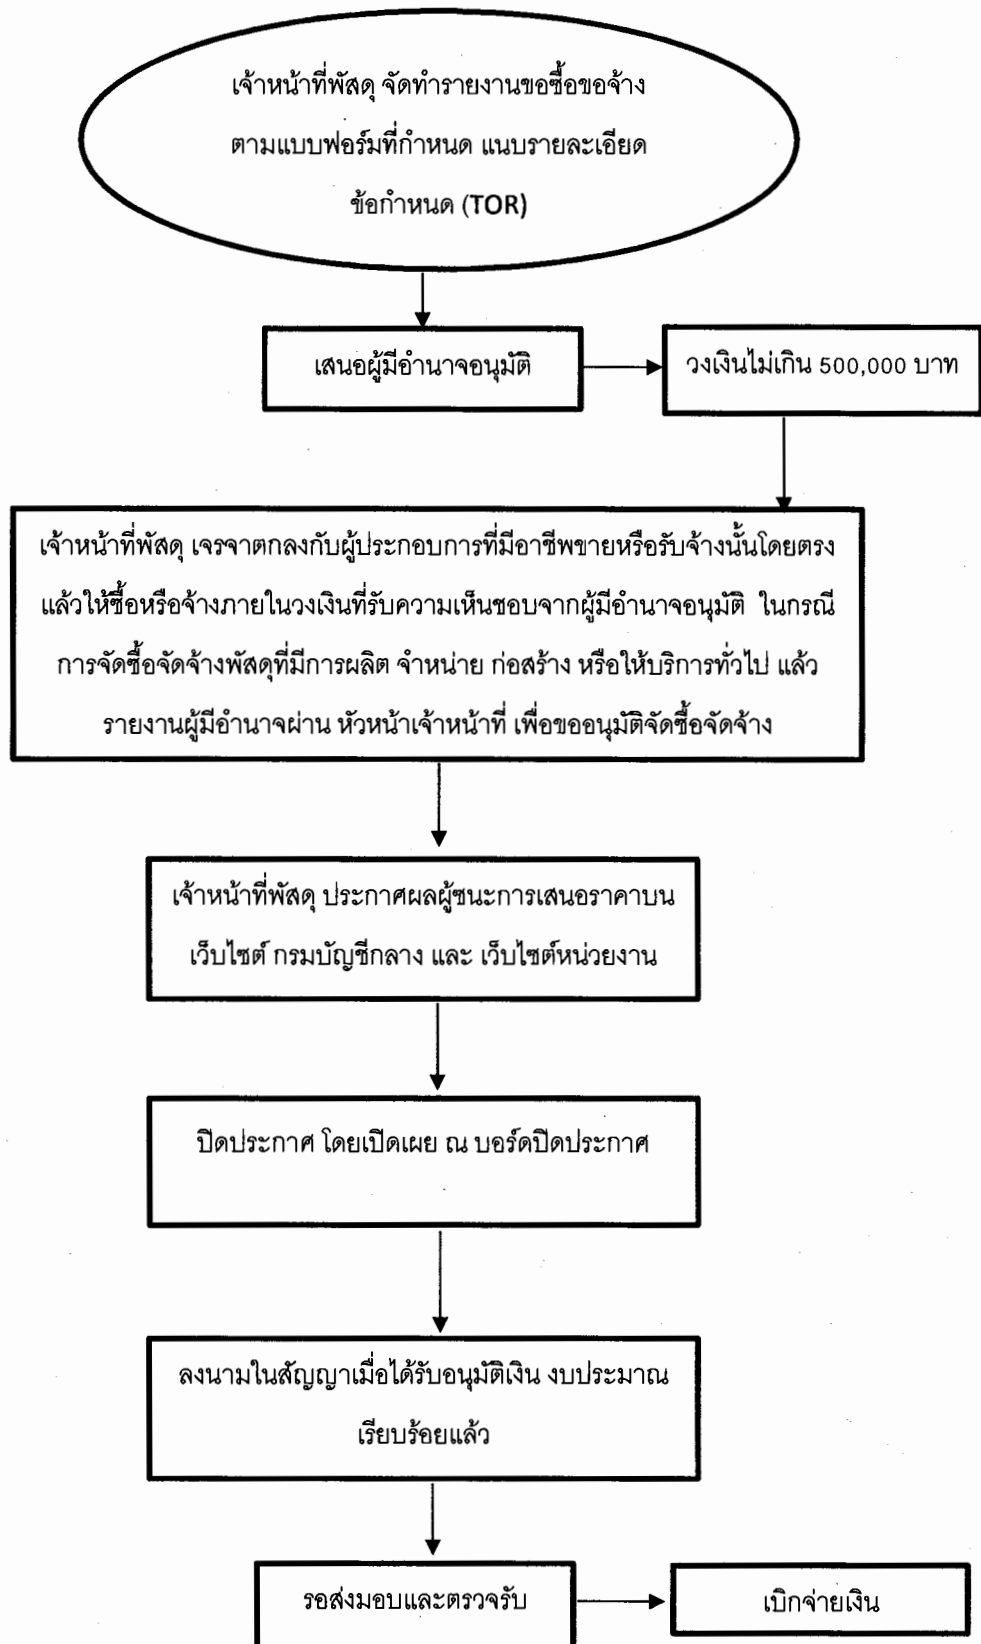 เจ้าหน้าที่พัสดุ จัดทำรายงานขอซื้อขอจ้าง
ตามแบบฟอร์มที่กำหนด แนบรายละเอียด
ข้อกำหนด (TOR)
เสนอผู้มีอำนาจอนุมัติ
วงเงินไม่เกิน 500,000 บาท
เจ้าหน้าที่พัสดุ เจรจาตกลงกับผู้ประกอบการที่มีอาชีพขายหรือรับจ้างนั้นโดยตรง
แล้วให้ซื้อหรือจ้างภายในวงเงินที่รับความเห็นชอบจากผู้มีอำนาจอนุมัติ ในกรณี
การจัดซื้อจัดจ้างพัสดุที่มีการผลิต จำหน่าย ก่อสร้าง หรือให้บริการทั่วไป แล้ว
รายงานผู้มีอำนาจผ่าน หัวหน้าเจ้าหน้าที่ เพื่อขออนุมัติจัดซื้อจัดจ้าง
เจ้าหน้าที่พัสดุ ประกาศผลผู้ชนะการเสนอราคาบน
เว็บไซต์ กรมบัญชีกลาง และ เว็บไซต์หน่วยงาน
ปิดประกาศ โดยเปิดเผย ณ บอร์ดปิดประกาศ
ลงนามในสัญญาเมื่อได้รับอนุมัติเงิน งบประมาณ
เรียบร้อยแล้ว
รอส่งมอบและตรวจรับ
เบิกจ่ายเงิน